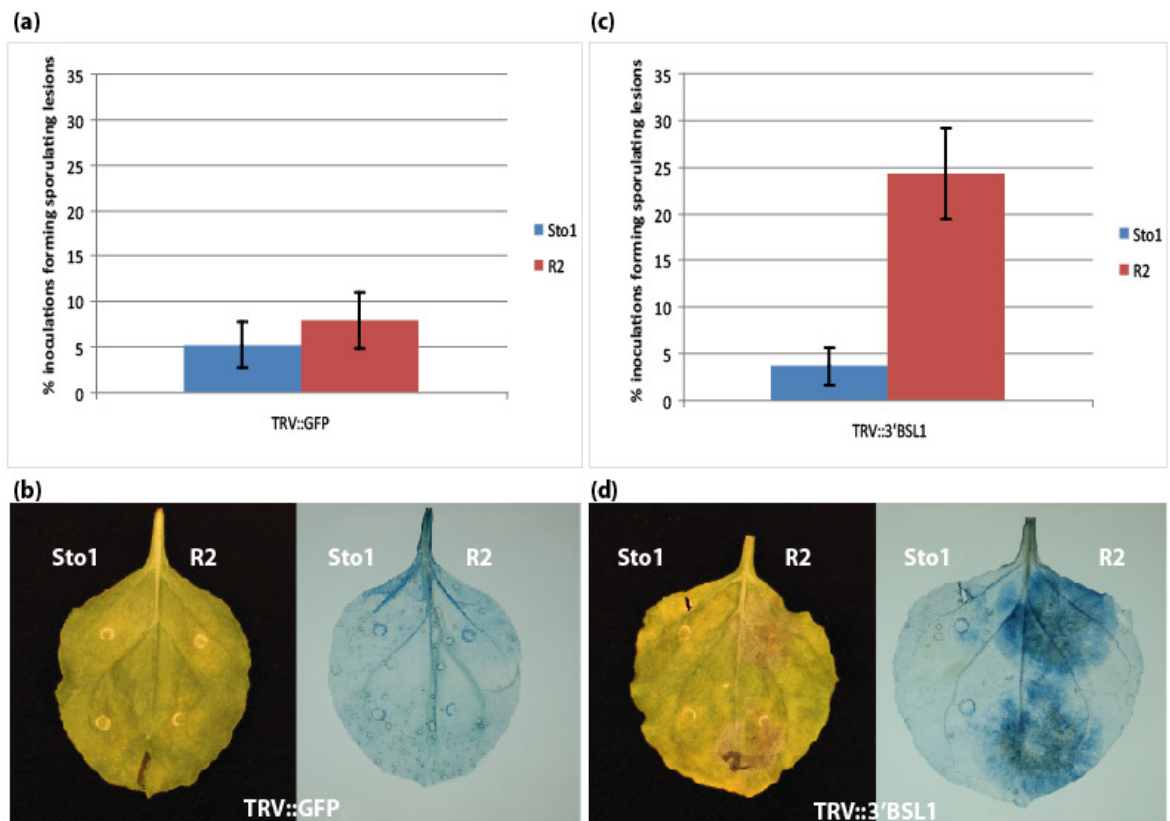 (a)
% inoculations forming sporulating lesions
35
30
25
20
15
10
5
0
TRV::GFP
Sto1
R2
(c)
% inoculations forming sporulating lesions
35
30
25
20
15
10
5
0
TRV::3'BSL1
Sto1
R2
(b)
Sto1 R2 Sto1 R2
TRV::GFP
(d)
Sto1 R2 Sto1 R2
TRV::3'BSL1